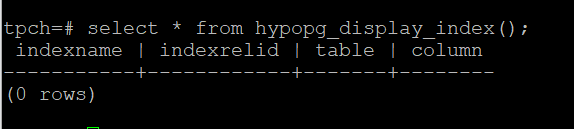 tpch=# select * from hypopg_display_index();
 indexname | indexrelid | table | column
-----------+------------+-------+--------
(0 rows)